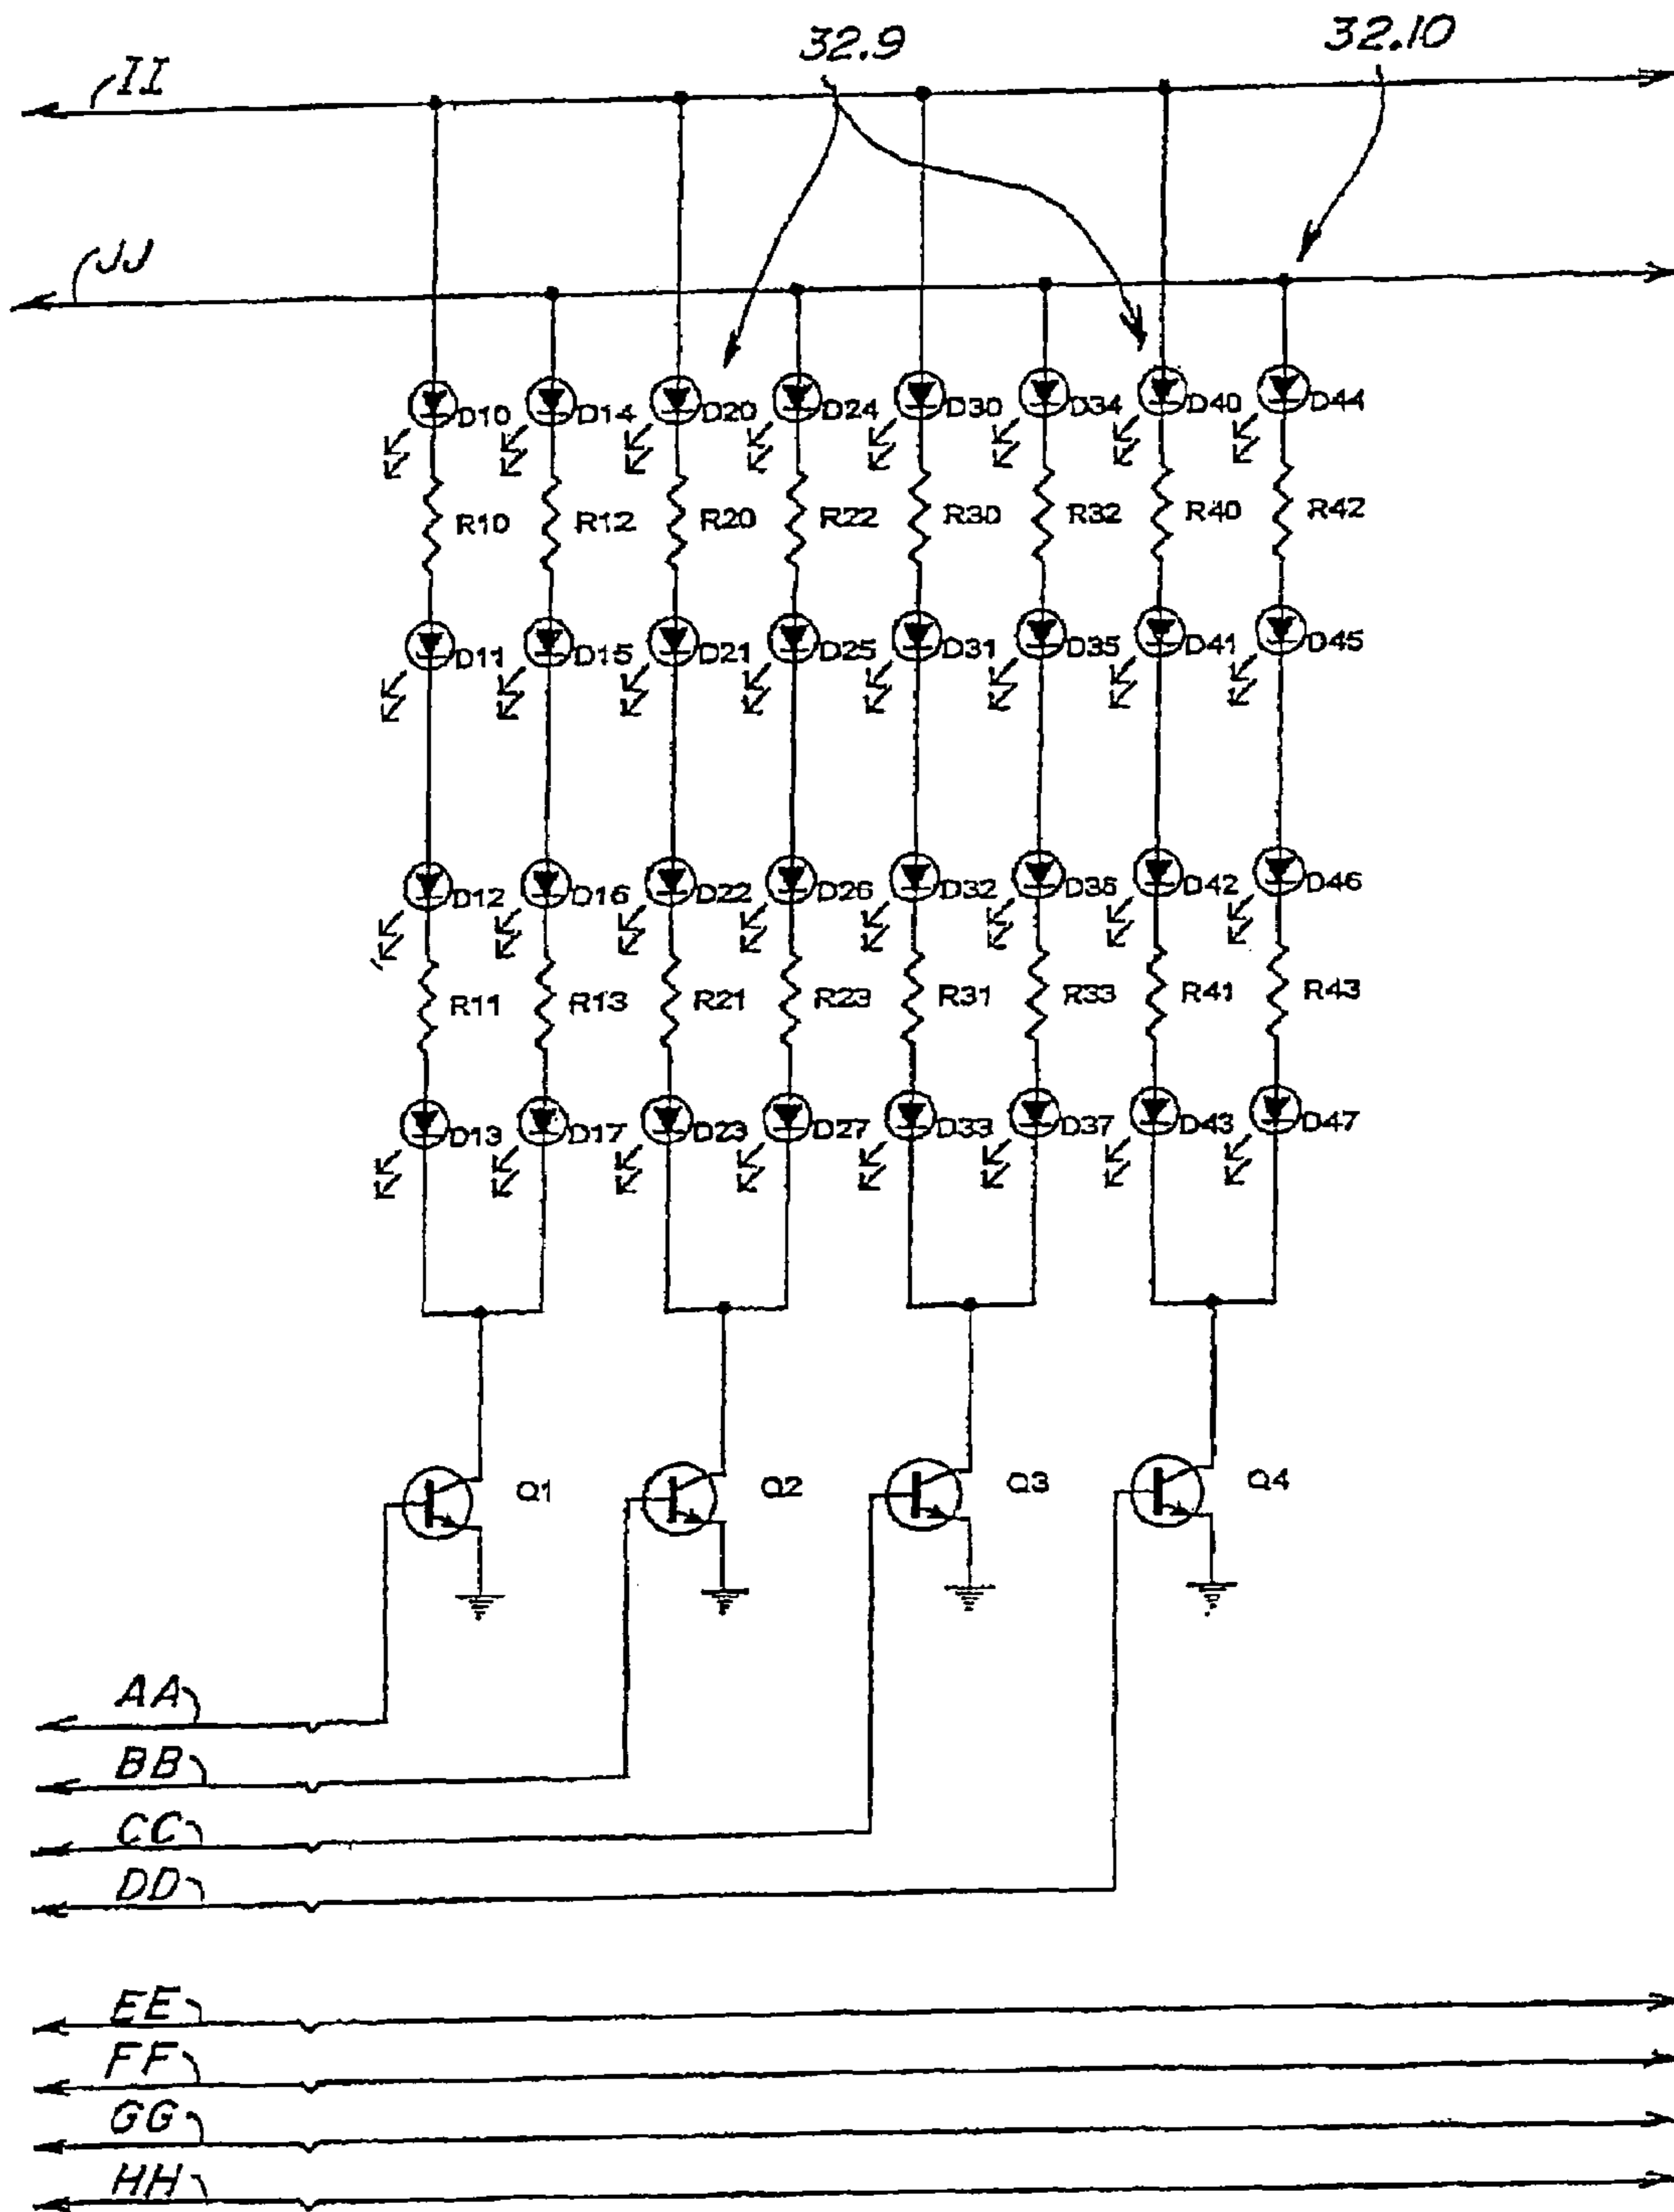 32.9 32.10
II
JJ
D10 D14 D20 D24 D30 D34 D40 D44
R10 R12 R20 R22 R30 R32 R40 R42
D11 D15 D21 D25 D31 D35 D41 D45
D12 D16 D22 D26 D32 D36 D42 D46
R11 R13 R21 R23 R31 R33 R41 R43
D13 D17 D23 D27 D33 D37 D43 D47
Q1 Q2 Q3 Q4
AA
BB
CC
DD
EE
FF
GG
HH